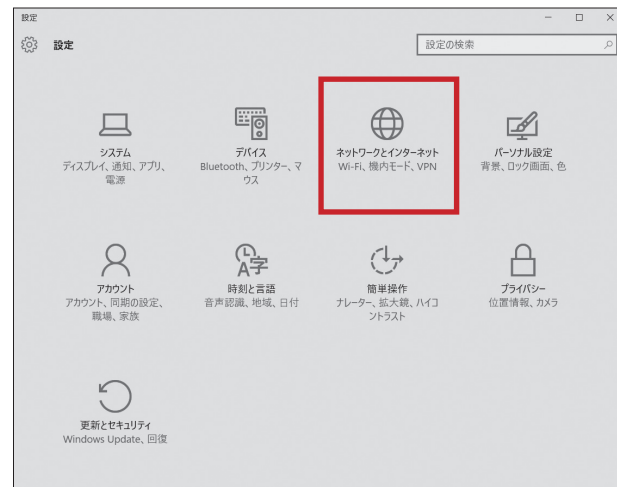 設定
設定
設定の検索
システム
ディスプレイ、通知、アプリ、
電源
デバイス
Bluetooth、プリンター、マ
ウス
ネットワークとインターネット
Wi-Fi、機内モード、VPN
パーソナル設定
背景、ロック画面、色
アカウント
アカウント、同期の設定、
職場、家族
A字
時刻と言語
音声認識、地域、日付
簡単操作
ナレーター、拡大鏡、ハイコ
ントラスト
プライバシー
位置情報、カメラ
更新とセキュリティ
Windows Update、回復